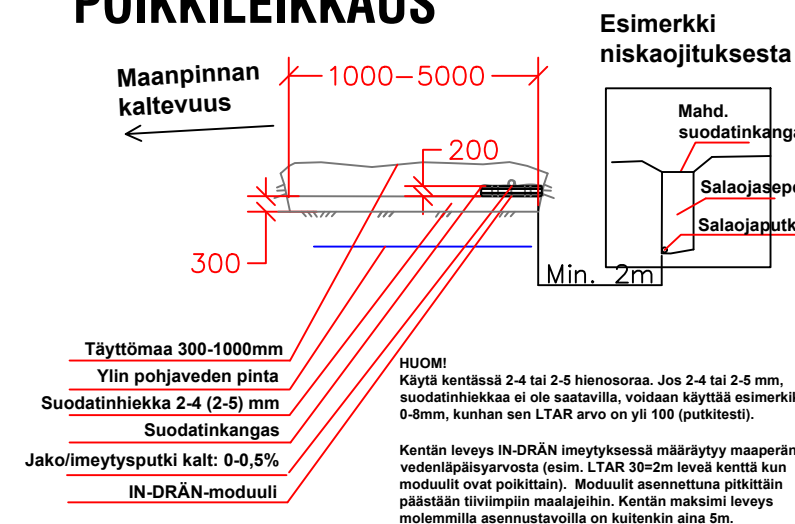 POIKKILEIKKAUS
Esimerkki
niskaojituksesta
Maanpinnan
kaltevuus
1000-5000
200
300
Min. 2m
Mahd.
suodatinkanga
Salaojasepe
Salaojaputk
Täyttömaa 300-1000mm
Ylin pohjaveden pinta
Suodatinhiekka 2-4 (2-5) mm
Suodatinkangas
Jako/imeytysputki kalt: 0-0,5%
IN-DRÄN-moduuli
HUOM!
Käytä kentässä 2-4 tai 2-5 hienosoraa. Jos 2-4 tai 2-5 mm,
suodatinhiekkaa ei ole saatavilla, voidaan käyttää esimerkik
0-8mm, kunhan sen LTAR arvo on yli 100 (putkitesti).
Kentän leveys IN-DRÄN imeytyksessä määräytyy maaperän
vedenläpäisyarvosta (esim. LTAR 30=2m leveä kenttä kun
moduulit ovat poikittain). Moduulit asennettuna pitkittäin
päästään tiiviimpiin maalajeihin. Kentän maksimi leveys
molemmilla asennustavoilla on kuitenkin aina 5m.